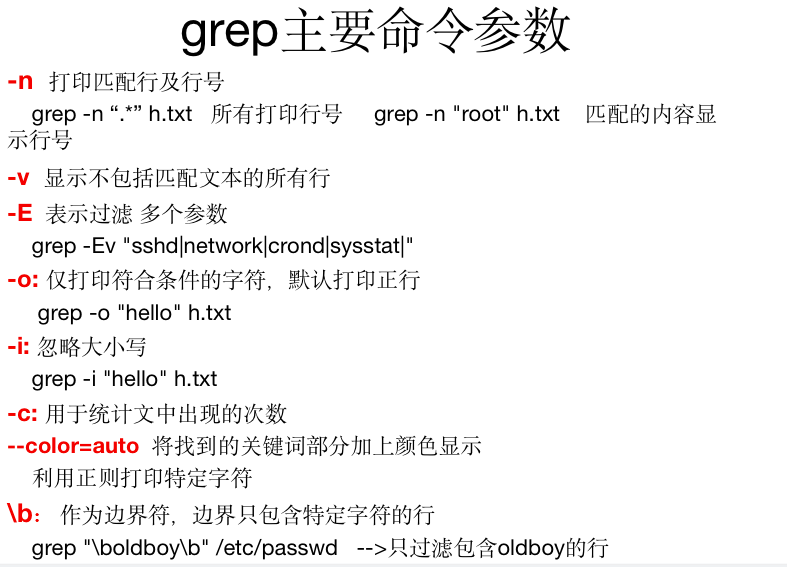 grep主要命令参数
-n 打印匹配行及行号
grep -n “.*” h.txt 所有打印行号 grep -n "root" h.txt 匹配的内容显
示行号
-v 显示不包括匹配文本的所有行
-E 表示过滤 多个参数
grep -Ev "sshd|network|crond|sysstat|"
-o: 仅打印符合条件的字符，默认打印正行
grep -o "hello" h.txt
-i: 忽略大小写
grep -i "hello" h.txt
-c: 用于统计文中出现的次数
--color=auto 将找到的关键词部分加上颜色显示
利用正则打印特定字符
\b： 作为边界符，边界只包含特定字符的行
grep "\boldboy\b" /etc/passwd -->只过滤包含oldboy的行